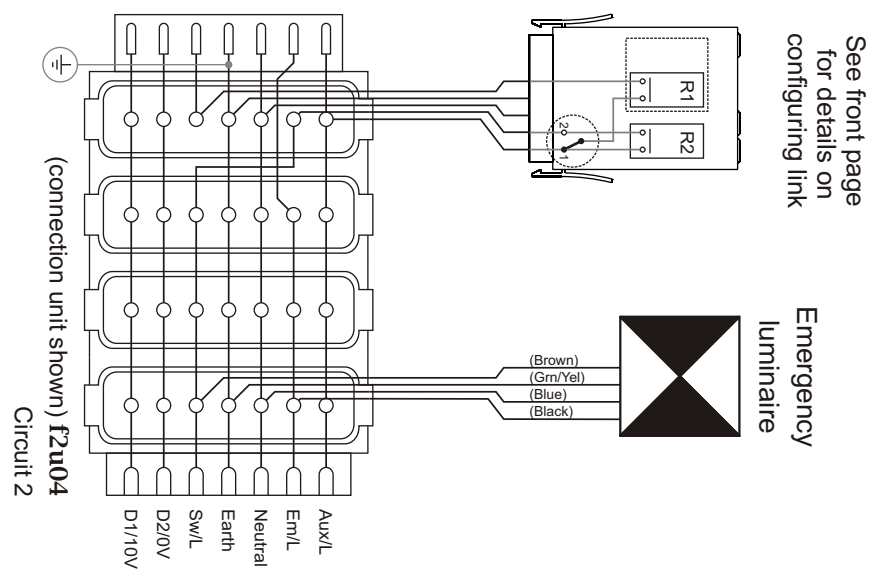 See front page
for details on
configuring link
R1
R2
2
1
Emergency
luminaire
(Brown)
(Grn/Yel)
(Blue)
(Black)
(connection unit shown) f2u04
Circuit 2
Aux/L
Em/L
Neutral
Earth
Sw/L
D2/0V
D1/10V